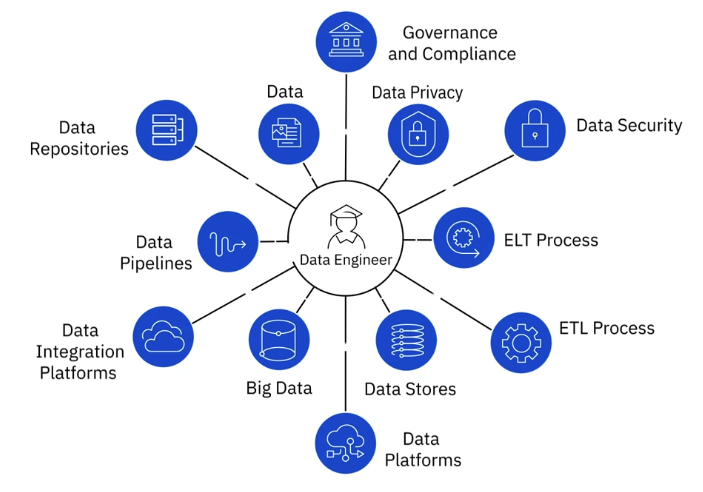 Governance
and Compliance
Data
Data Privacy
Data
Repositories
Data Security
Data
Pipelines
Data Engineer
ELT Process
Data
Integration
Platforms
Big Data
Data Stores
ETL Process
Data
Platforms